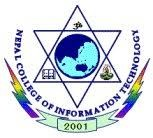 NEPAL COLLEGE OF INFORMATION TECHNOLOGY
2001